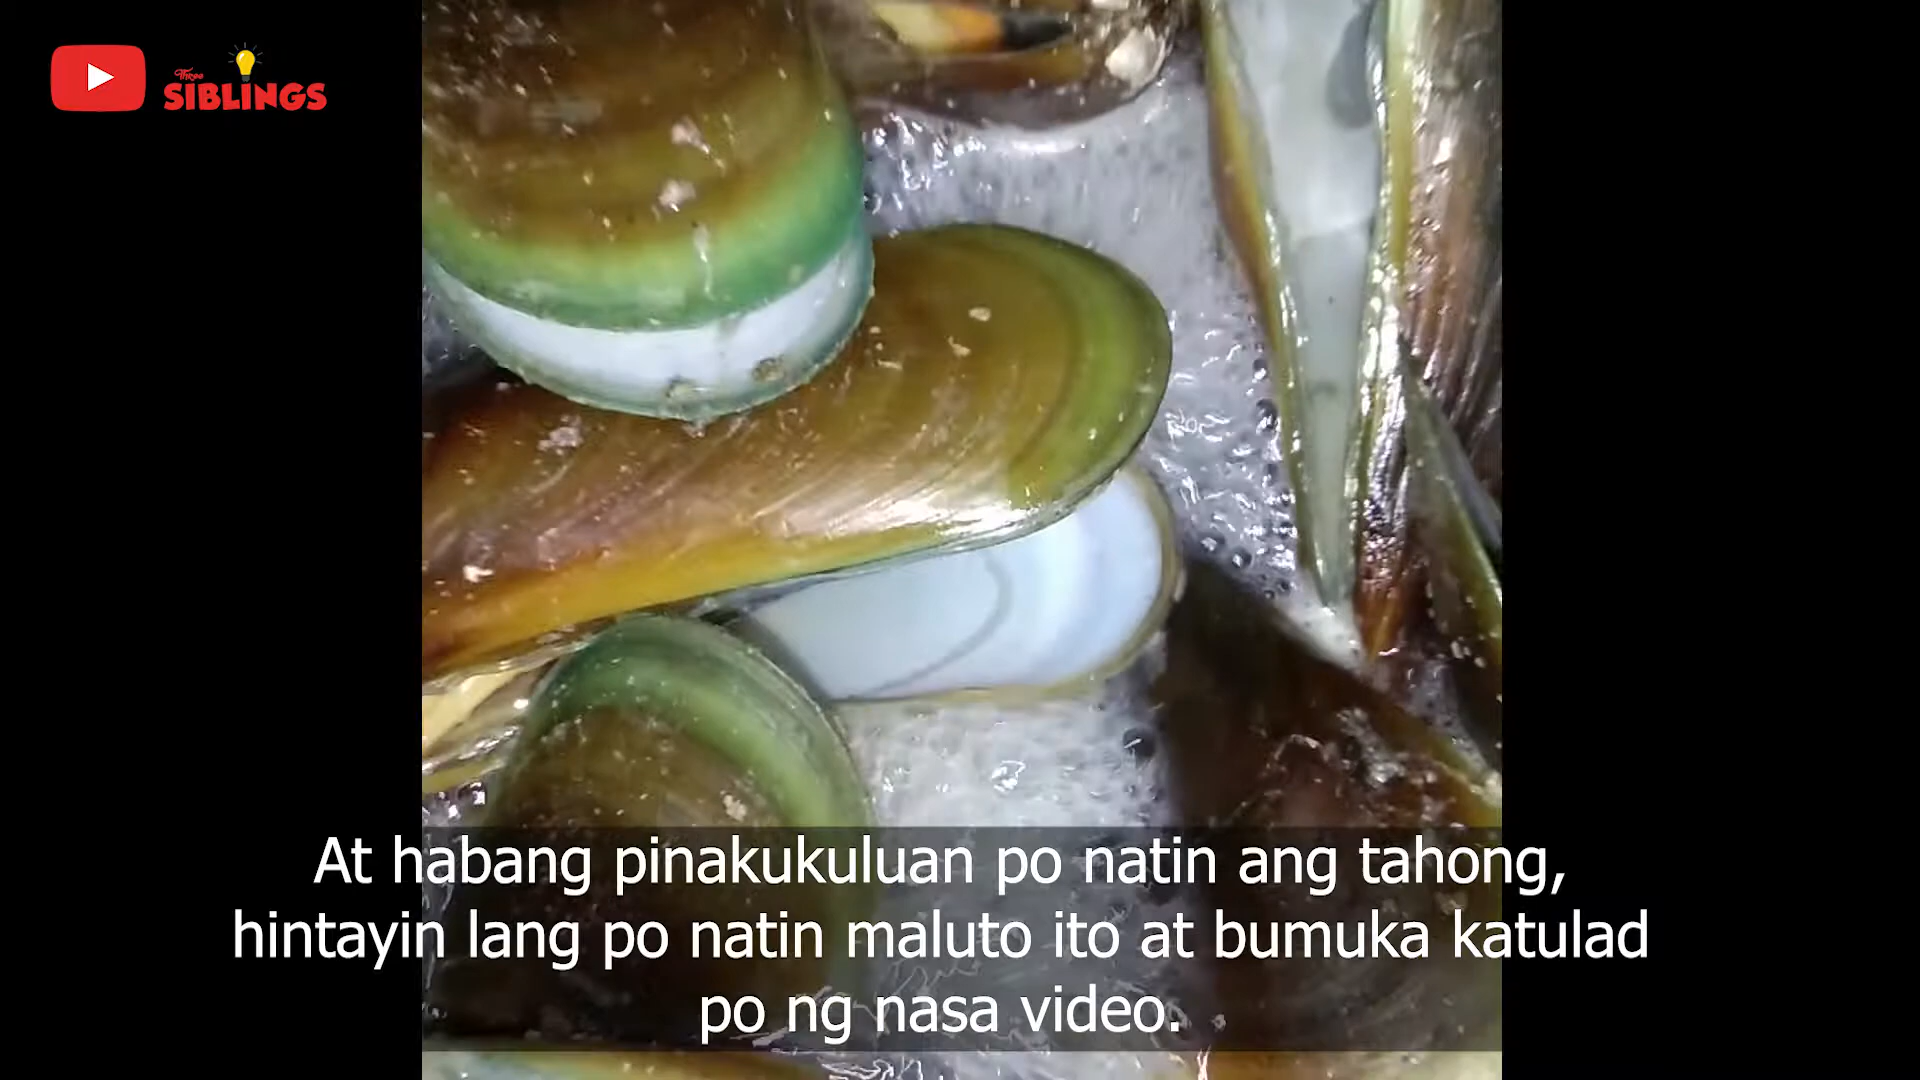 Three
SIBLINGS
At habang pinakukuluan po natin ang tahong,
hintayin lang po natin maluto ito at bumuka katulad
po ng nasa video.